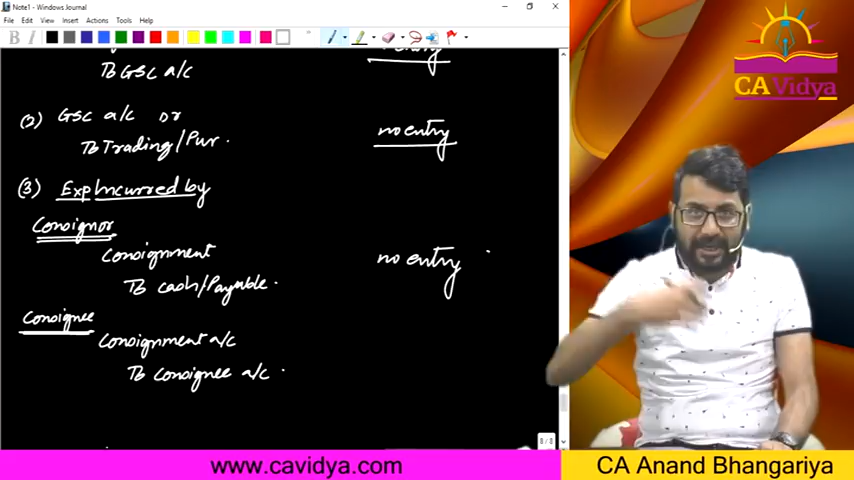 Note1 - Windows Journal
File Edit View Insert Actions Tools Help
B I
To GSC a/c
(2) GSC a/c Dr
To Trading/Pur.
no entry
(3) Exp Incurred by
Consignor
Consignment
To cash/Payable.
no entry
Consignee
Consignment a/c
To consignee a/c.
8 / 8
CA Vidya
www.cavidya.com
CA Anand Bhangariya